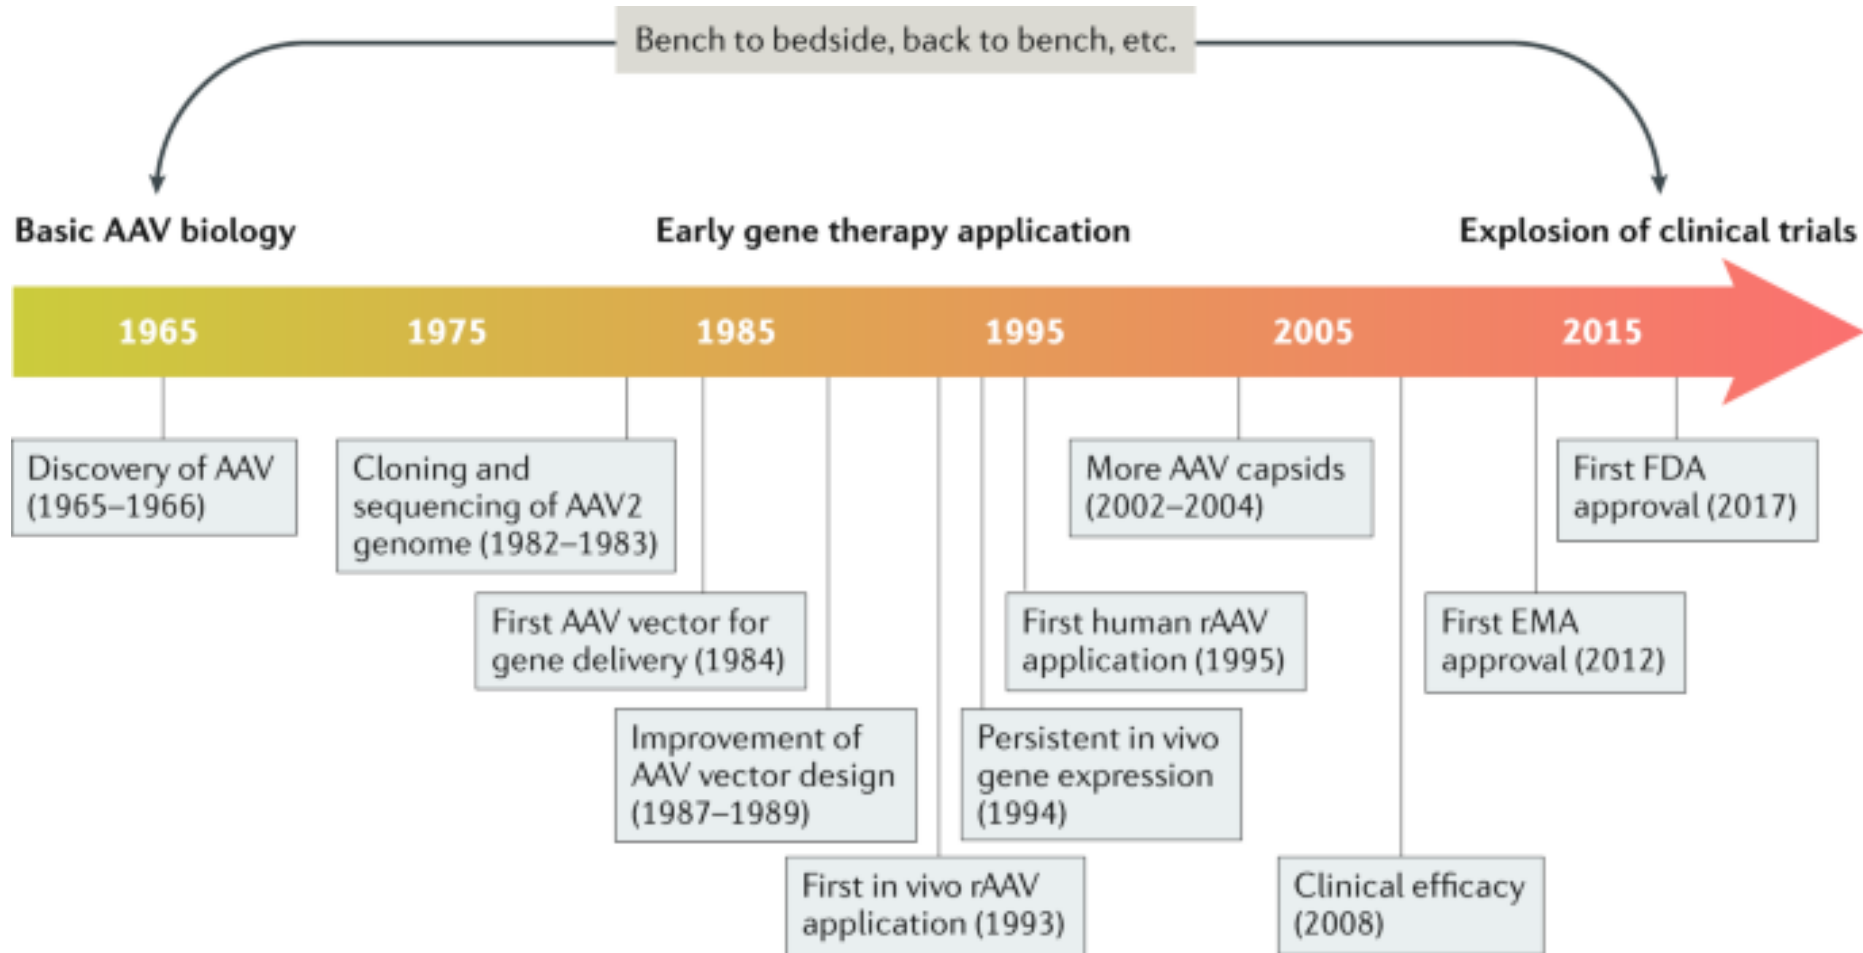 Bench to bedside, back to bench, etc.
Basic AAV biology
Early gene therapy application
Explosion of clinical trials
1965
1975
1985
1995
2005
2015
Discovery of AAV
(1965–1966)
Cloning and
sequencing of AAV2
genome (1982–1983)
First AAV vector for
gene delivery (1984)
Improvement of
AAV vector design
(1987–1989)
First in vivo rAAV
application (1993)
Persistent in vivo
gene expression
(1994)
First human rAAV
application (1995)
More AAV capsids
(2002–2004)
Clinical efficacy
(2008)
First EMA
approval (2012)
First FDA
approval (2017)